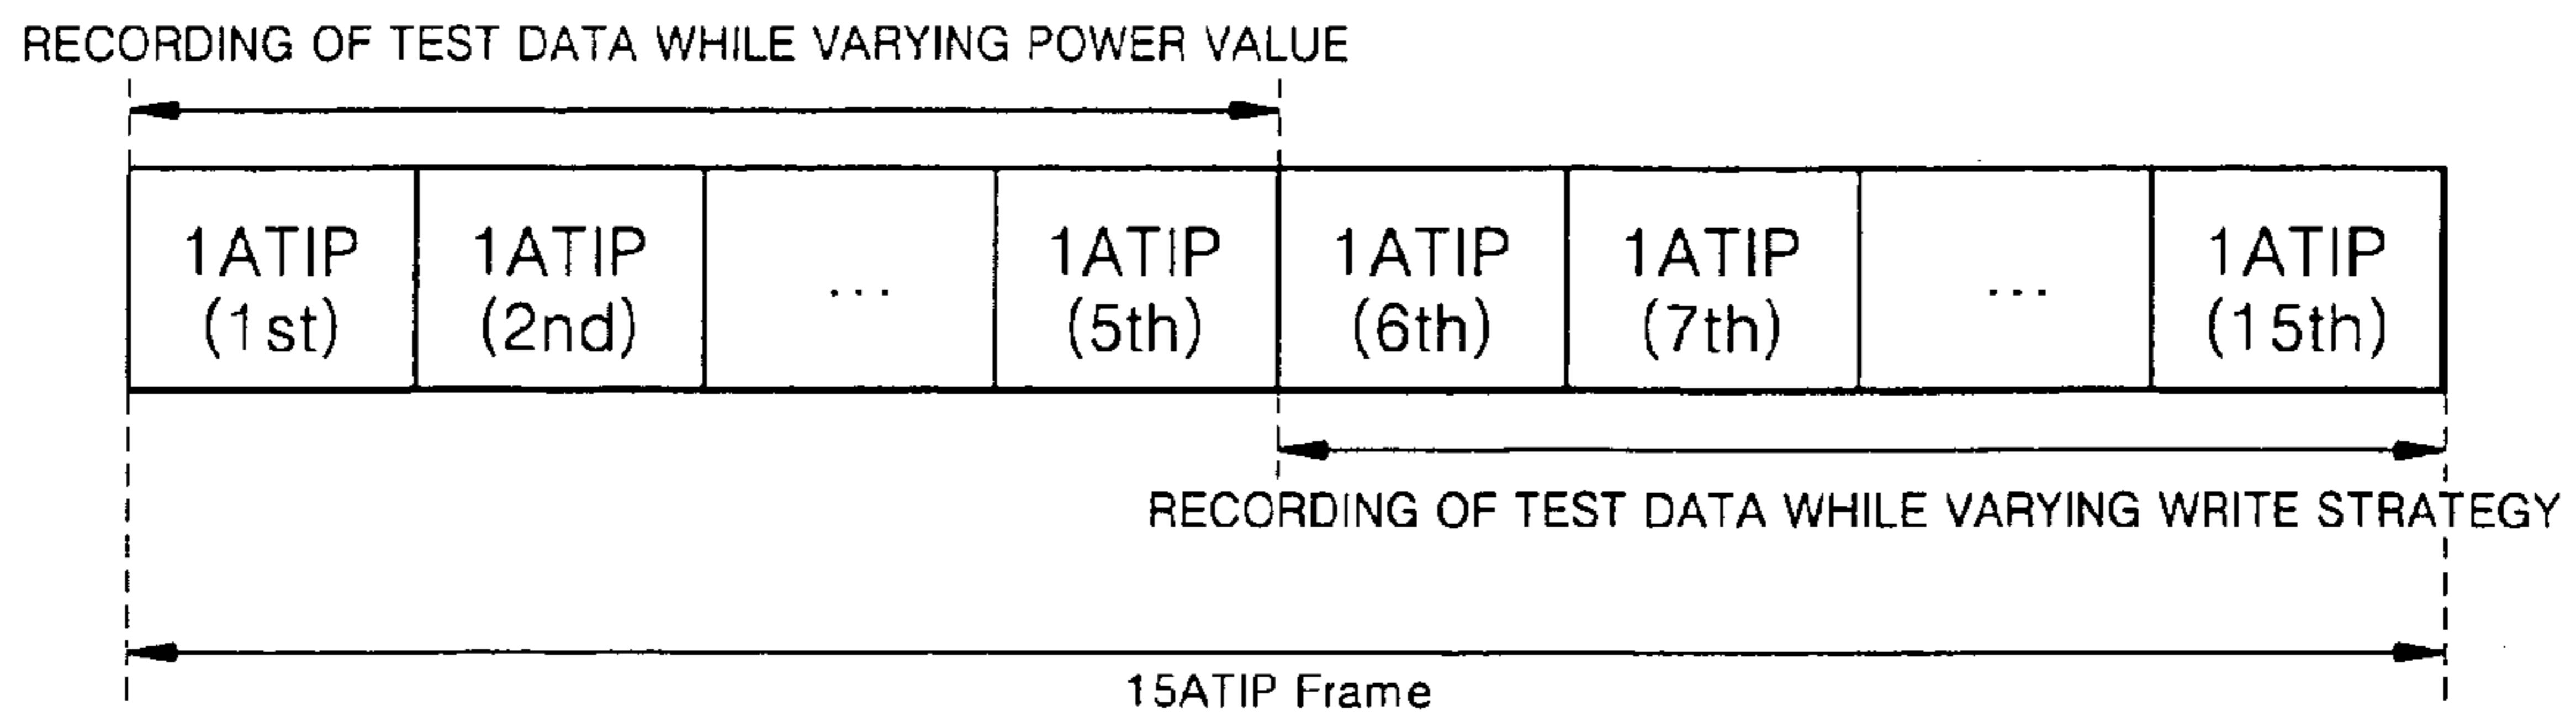 RECORDING OF TEST DATA WHILE VARYING POWER VALUE
1ATIP 1ATIP 1ATIP 1ATIP 1ATIP 1ATIP
(1st) (2nd) ... (5th) (6th) (7th) ... (15th)
RECORDING OF TEST DATA WHILE VARYING WRITE STRATEGY
15ATIP Frame